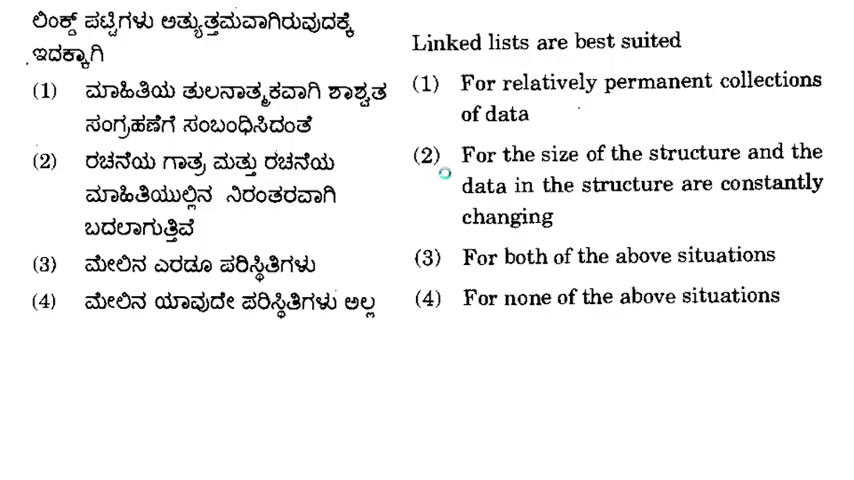 ಲಿಂಕ್ಡ್ ಪಟ್ಟಿಗಳು ಅತ್ಯುತ್ತಮವಾಗಿರುವುದಕ್ಕೆ
ಇದಕ್ಕಾಗಿ
(1) ಮಾಹಿತಿಯ ತುಲನಾತ್ಮಕವಾಗಿ ಶಾಶ್ವತ
ಸಂಗ್ರಹಣೆಗೆ ಸಂಬಂಧಿಸಿದಂತೆ
(2) ರಚನೆಯ ಗಾತ್ರ ಮತ್ತು ರಚನೆಯ
ಮಾಹಿತಿಯುಲ್ಲಿನ ನಿರಂತರವಾಗಿ
ಬದಲಾಗುತ್ತಿವೆ
(3) ಮೇಲಿನ ಎರಡೂ ಪರಿಸ್ಥಿತಿಗಳು
(4) ಮೇಲಿನ ಯಾವುದೇ ಪರಿಸ್ಥಿತಿಗಳು ಅಲ್ಲ
Linked lists are best suited
(1) For relatively permanent collections
of data
(2) For the size of the structure and the
data in the structure are constantly
changing
(3) For both of the above situations
(4) For none of the above situations